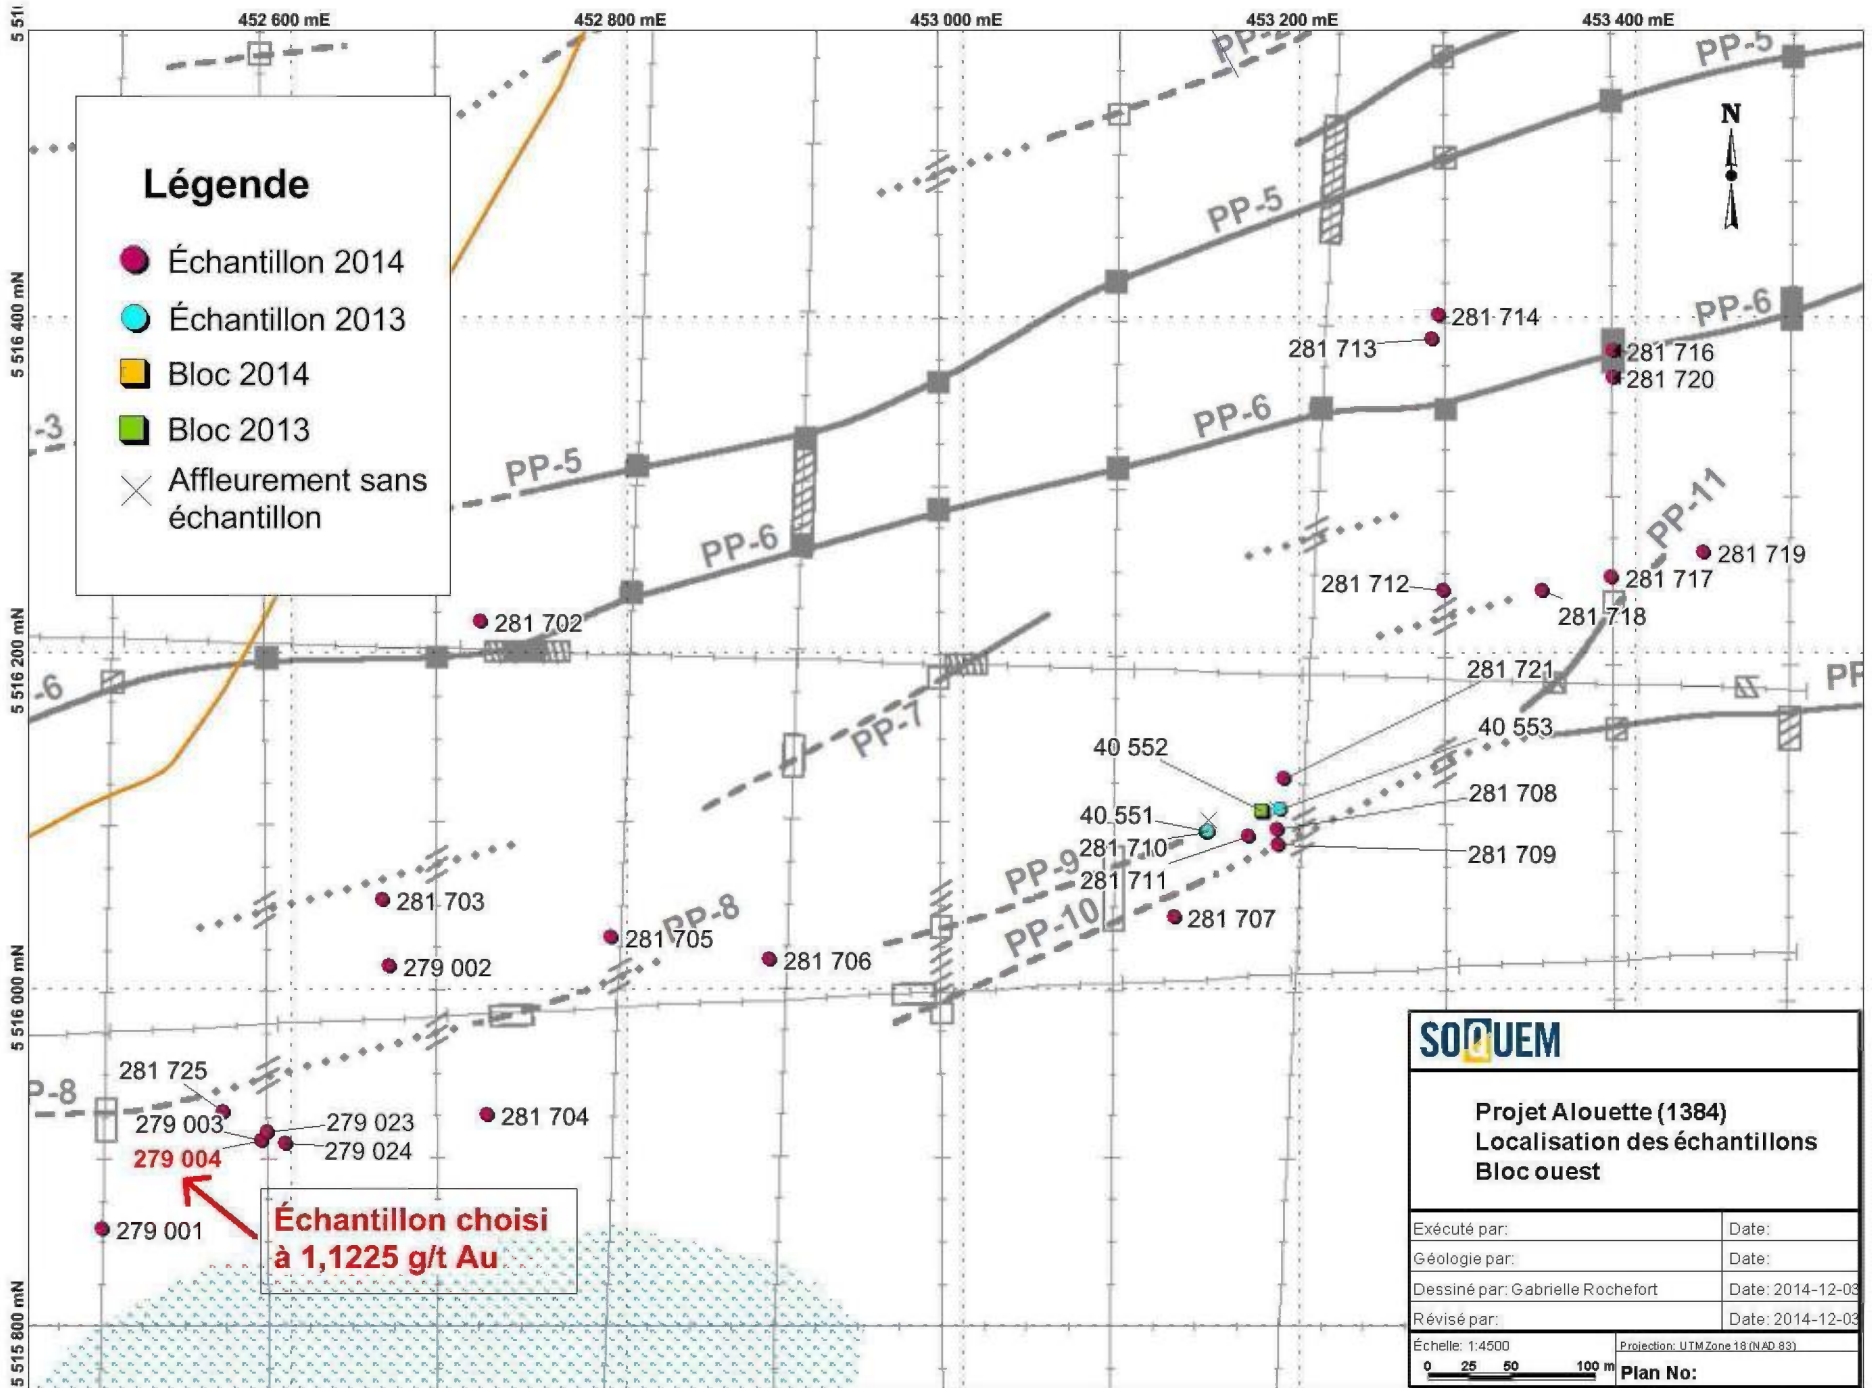 452 600 mE
452 800 mE
453 000 mE
453 200 mE
453 400 mE
PP-5
N
Légende
Échantillon 2014
Échantillon 2013
Bloc 2014
Bloc 2013
Affleurement sans
échantillon
PP-5
5 516 400 mN
281 714
281 713
PP-6
281 716
281 720
-3
PP-5
PP-6
PP-11
PP-6
281 719
281 712
281 717
281 718
281 702
5 516 200 mN
281 721
-6
PP
PP-7
40 553
40 552
281 708
40 551
281 710
281 709
PP-9
281 711
281 703
PP-8
281 705
PP-10
281 707
281 706
279 002
5 516 000 mN
281 725
P-8
279 003
279 023
281 704
279 024
279 004
279 001
Échantillon choisi
à 1,1225 g/t Au
5 515 800 mN
SOQUEM
Projet Alouette (1384)
Localisation des échantillons
Bloc ouest
Exécuté par: Date:
Géologie par: Date:
Dessiné par: Gabrielle Rochefort Date: 2014-12-03
Révisé par: Date: 2014-12-03
Échelle: 1:4500 Projection: UTM Zone 18 (NAD 83)
0 25 50 100 m
Plan No: